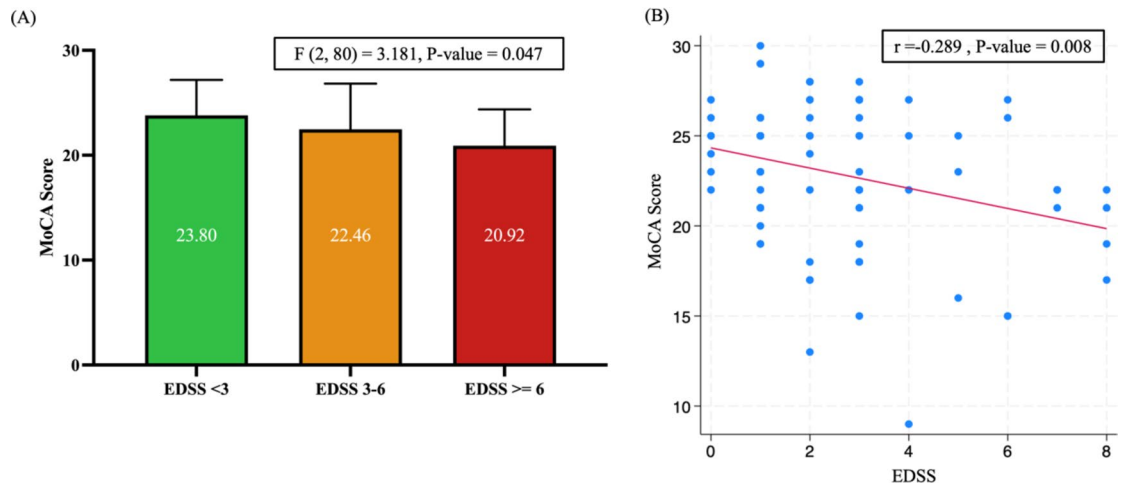 (A)
F (2, 80) = 3.181, P-value = 0.047
30
20
10
0
MoCA Score
23.80
22.46
20.92
EDSS <3
EDSS 3-6
EDSS >= 6
(B)
r =-0.289 , P-value = 0.008
30
25
20
15
10
MoCA Score
0
2
4
6
8
EDSS